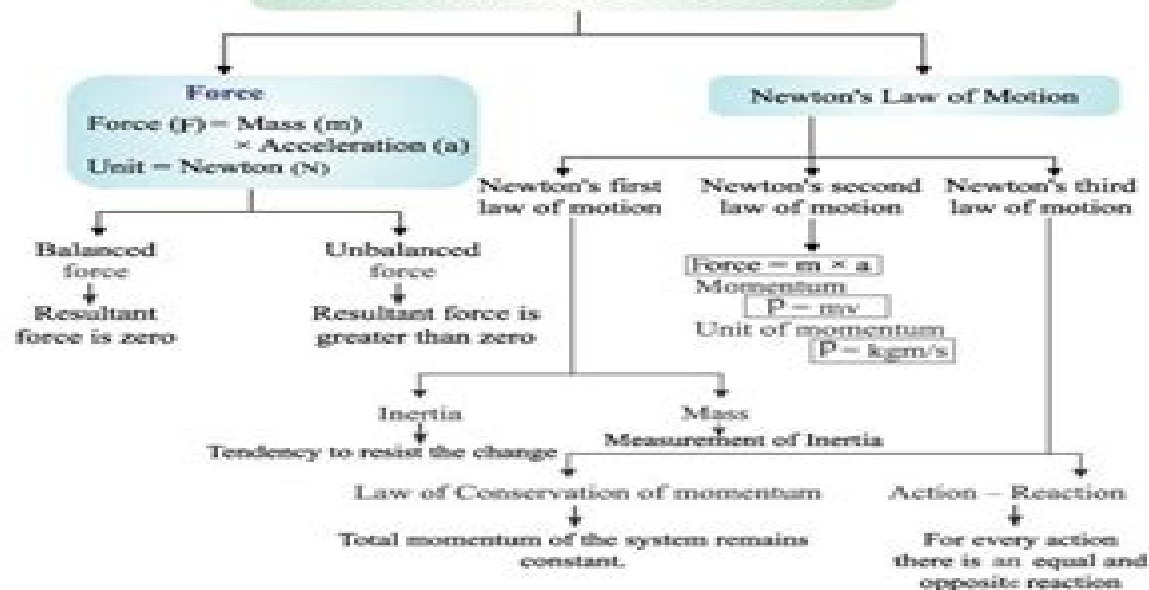 Force
Force (F) = Mass (m)
× Acceleration (a)
Unit = Newton (N)
Newton's Law of Motion
Newton's first
law of motion
Newton's second
law of motion
Newton's third
law of motion
Balanced
force
Unbalanced
force
Resultant
force is zero
Resultant force is
greater than zero
Force = m × a
Momentum
P = mv
Unit of momentum
P = kgm/s
Inertia
Mass
Tendency to resist the change
Measurement of Inertia
Law of Conservation of momentum
Action – Reaction
Total momentum of the system remains
constant.
For every action
there is an equal and
opposite reaction